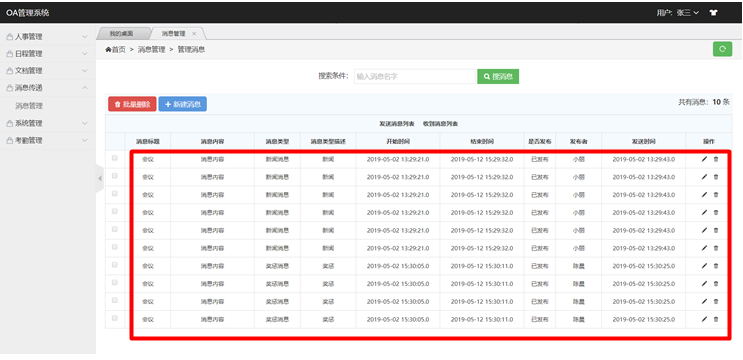 OA管理系统
用户: 张三
人事管理
日程管理
文档管理
消息传递
消息管理
系统管理
考勤管理
我的桌面 消息管理 ×
首页 > 消息管理 > 管理消息
搜索条件: 输入消息名字 搜消息
批量删除 新建消息 共有消息: 10 条
发送消息列表 收到消息列表
消息标题 消息内容 消息类型 消息类型描述 开始时间 结束时间 是否发布 发布者 发送时间 操作
会议 消息内容 新闻消息 新闻 2019-05-02 13:29:21.0 2019-05-12 15:29:32.0 已发布 小丽 2019-05-02 13:29:43.0
会议 消息内容 新闻消息 新闻 2019-05-02 13:29:21.0 2019-05-12 15:29:32.0 已发布 小丽 2019-05-02 13:29:43.0
会议 消息内容 新闻消息 新闻 2019-05-02 13:29:21.0 2019-05-12 15:29:32.0 已发布 小丽 2019-05-02 13:29:43.0
会议 消息内容 新闻消息 新闻 2019-05-02 13:29:21.0 2019-05-12 15:29:32.0 已发布 小丽 2019-05-02 13:29:43.0
会议 消息内容 新闻消息 新闻 2019-05-02 13:29:21.0 2019-05-12 15:29:32.0 已发布 小丽 2019-05-02 13:29:43.0
会议 消息内容 新闻消息 新闻 2019-05-02 13:29:21.0 2019-05-12 15:29:32.0 已发布 小丽 2019-05-02 13:29:43.0
会议 消息内容 奖惩消息 奖惩 2019-05-02 15:30:05.0 2019-05-12 15:30:11.0 已发布 陈晨 2019-05-02 15:30:25.0
会议 消息内容 奖惩消息 奖惩 2019-05-02 15:30:05.0 2019-05-12 15:30:11.0 已发布 陈晨 2019-05-02 15:30:25.0
会议 消息内容 奖惩消息 奖惩 2019-05-02 15:30:05.0 2019-05-12 15:30:11.0 已发布 陈晨 2019-05-02 15:30:25.0
会议 消息内容 奖惩消息 奖惩 2019-05-02 15:30:05.0 2019-05-12 15:30:11.0 已发布 陈晨 2019-05-02 15:30:25.0